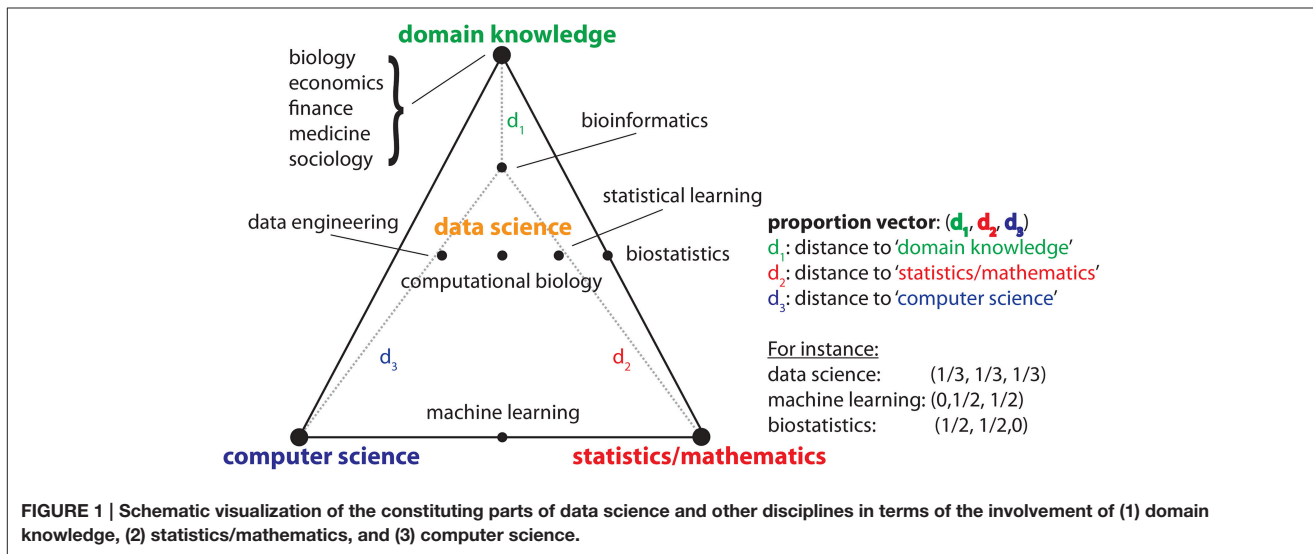 domain knowledge
biology
economics
finance
medicine
sociology
d1
bioinformatics
statistical learning
data engineering
data science
biostatistics
computational biology
d3
d2
machine learning
computer science
statistics/mathematics
proportion vector: (d1, d2, d3)
d1: distance to ‘domain knowledge’
d2: distance to ‘statistics/mathematics’
d3: distance to ‘computer science’
For instance:
data science: (1/3, 1/3, 1/3)
machine learning: (0,1/2, 1/2)
biostatistics: (1/2, 1/2,0)
FIGURE 1 | Schematic visualization of the constituting parts of data science and other disciplines in terms of the involvement of (1) domain
knowledge, (2) statistics/mathematics, and (3) computer science.